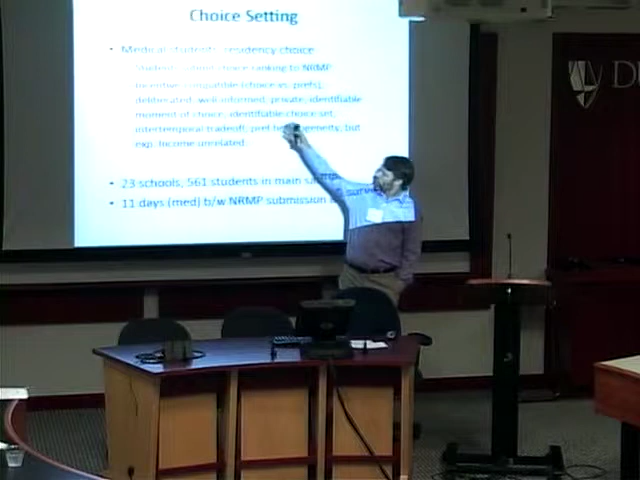 Choice Setting
• Medical students' residency choice
Students submit choice ranking to NRMP
Incentive compatible (choice vs. prefs),
deliberated, well-informed, private, identifiable
moment of choice, identifiable choice set,
intertemporal tradeoff, pref but
exp. income unrelated.
• 23 schools, 561 students in main
• 11 days (med) b/w NRMP submission
D